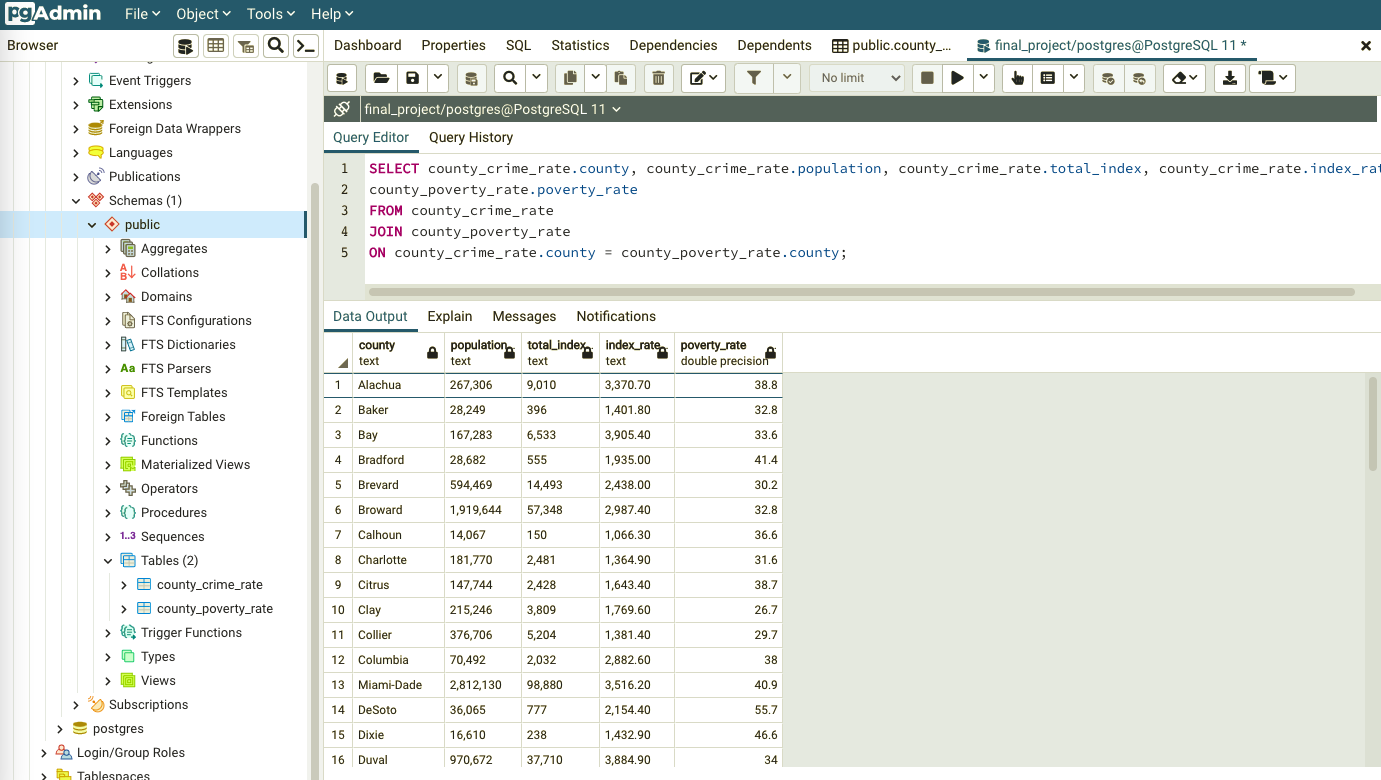 pgAdmin File Object Tools Help
Browser
Dashboard Properties SQL Statistics Dependencies Dependents public.county_... final_project/postgres@PostgreSQL 11 *
No limit
final_project/postgres@PostgreSQL 11
Query Editor Query History
Event Triggers
Extensions
Foreign Data Wrappers
Languages
Publications
Schemas (1)
public
Aggregates
Collations
Domains
FTS Configurations
FTS Dictionaries
Aa FTS Parsers
FTS Templates
Foreign Tables
Functions
Materialized Views
Operators
Procedures
1..3 Sequences
Tables (2)
county_crime_rate
county_poverty_rate
Trigger Functions
Types
Views
Subscriptions
postgres
Login/Group Roles
Tablespaces
1 SELECT county_crime_rate.county, county_crime_rate.population, county_crime_rate.total_index, county_crime_rate.index_rat
2 county_poverty_rate.poverty_rate
3 FROM county_crime_rate
4 JOIN county_poverty_rate
5 ON county_crime_rate.county = county_poverty_rate.county;
Data Output Explain Messages Notifications
county population total_index index_rate poverty_rate
text text text text double precision
1 Alachua 267,306 9,010 3,370.70 38.8
2 Baker 28,249 396 1,401.80 32.8
3 Bay 167,283 6,533 3,905.40 33.6
4 Bradford 28,682 555 1,935.00 41.4
5 Brevard 594,469 14,493 2,438.00 30.2
6 Broward 1,919,644 57,348 2,987.40 32.8
7 Calhoun 14,067 150 1,066.30 36.6
8 Charlotte 181,770 2,481 1,364.90 31.6
9 Citrus 147,744 2,428 1,643.40 38.7
10 Clay 215,246 3,809 1,769.60 26.7
11 Collier 376,706 5,204 1,381.40 29.7
12 Columbia 70,492 2,032 2,882.60 38
13 Miami-Dade 2,812,130 98,880 3,516.20 40.9
14 DeSoto 36,065 777 2,154.40 55.7
15 Dixie 16,610 238 1,432.90 46.6
16 Duval 970,672 37,710 3,884.90 34